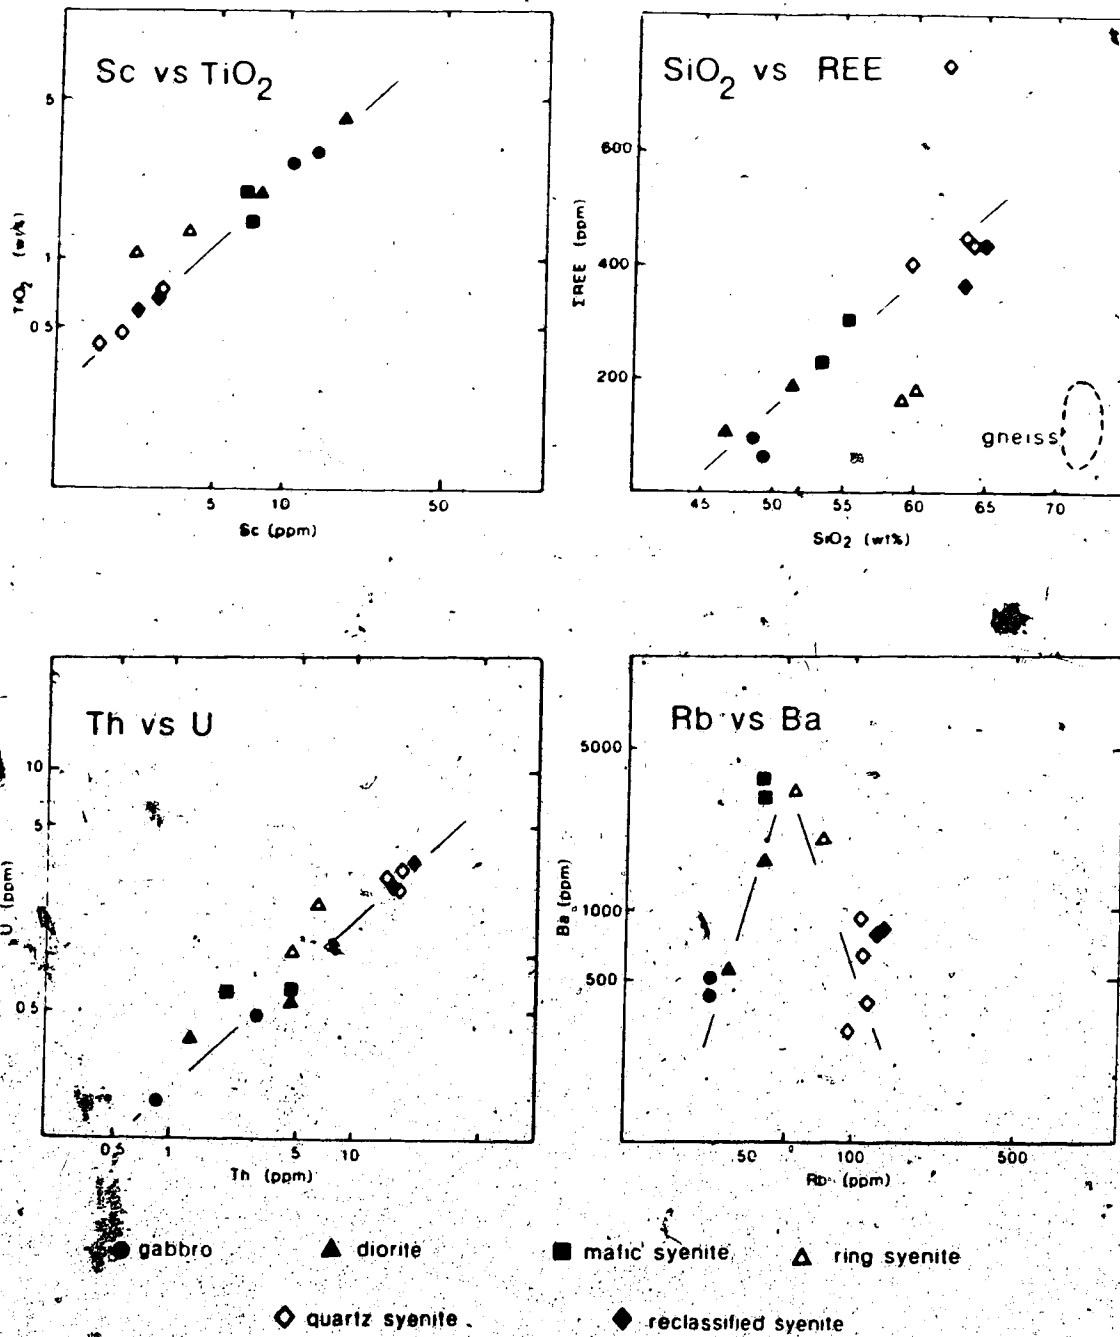 Sc vs TiO2
5
1
0.5
TiO2 (wt%)
5 10 50
Sc (ppm)
SiO2 vs REE
600
400
200
ΣREE (ppm)
gneiss
45 50 55 60 65 70
SiO2 (wt%)
Th vs U
10
5
0.5
U (ppm)
0.5 1 5 10
Th (ppm)
Rb vs Ba
5000
1000
500
Ba (ppm)
50 100 500
Rb (ppm)
gabbro diorite mafic syenite ring syenite
quartz syenite reclassified syenite